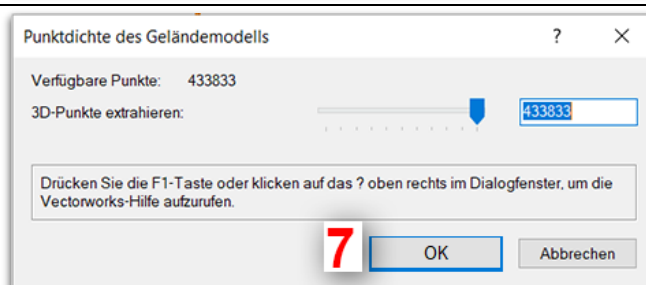 Punktdichte des Geländemodells ? ×
Verfügbare Punkte: 433833
3D-Punkte extrahieren: 433833
Drücken Sie die F1-Taste oder klicken auf das ? oben rechts im Dialogfenster, um die
Vectorworks-Hilfe aufzurufen.
7 OK Abbrechen